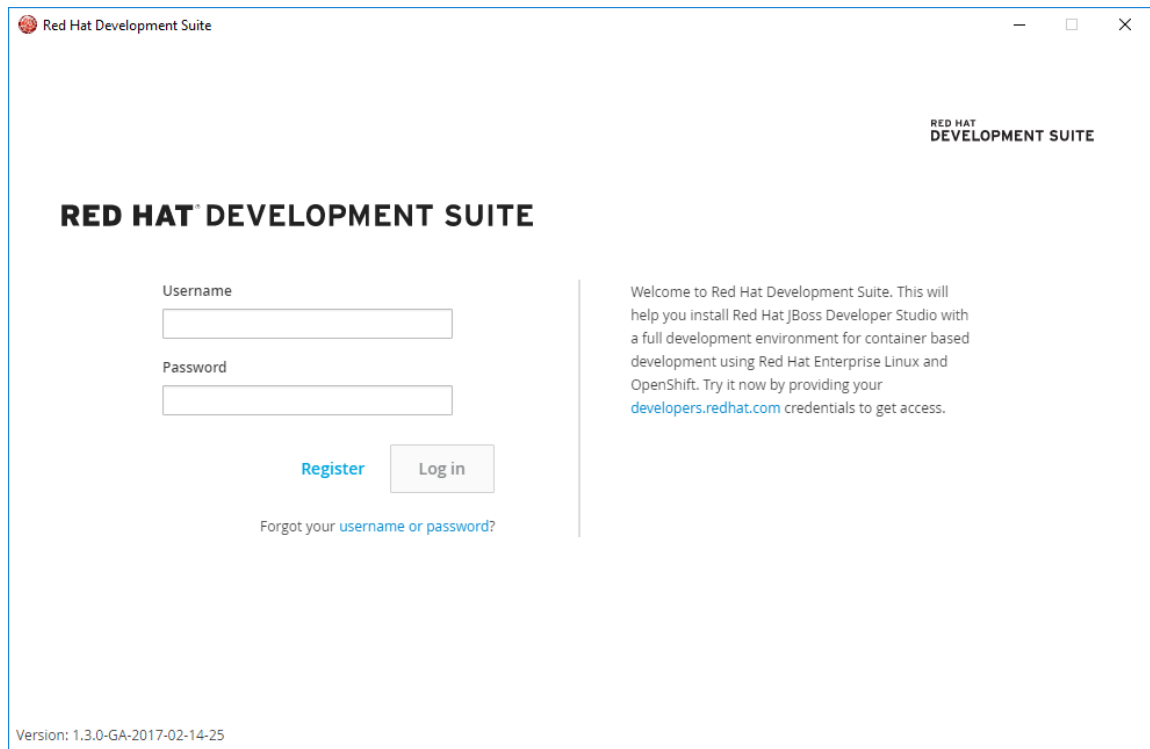 Red Hat Development Suite
RED HAT
DEVELOPMENT SUITE
RED HAT® DEVELOPMENT SUITE
Username
Password
Register
Log in
Forgot your username or password?
Welcome to Red Hat Development Suite. This will
help you install Red Hat JBoss Developer Studio with
a full development environment for container based
development using Red Hat Enterprise Linux and
OpenShift. Try it now by providing your
developers.redhat.com credentials to get access.
Version: 1.3.0-GA-2017-02-14-25